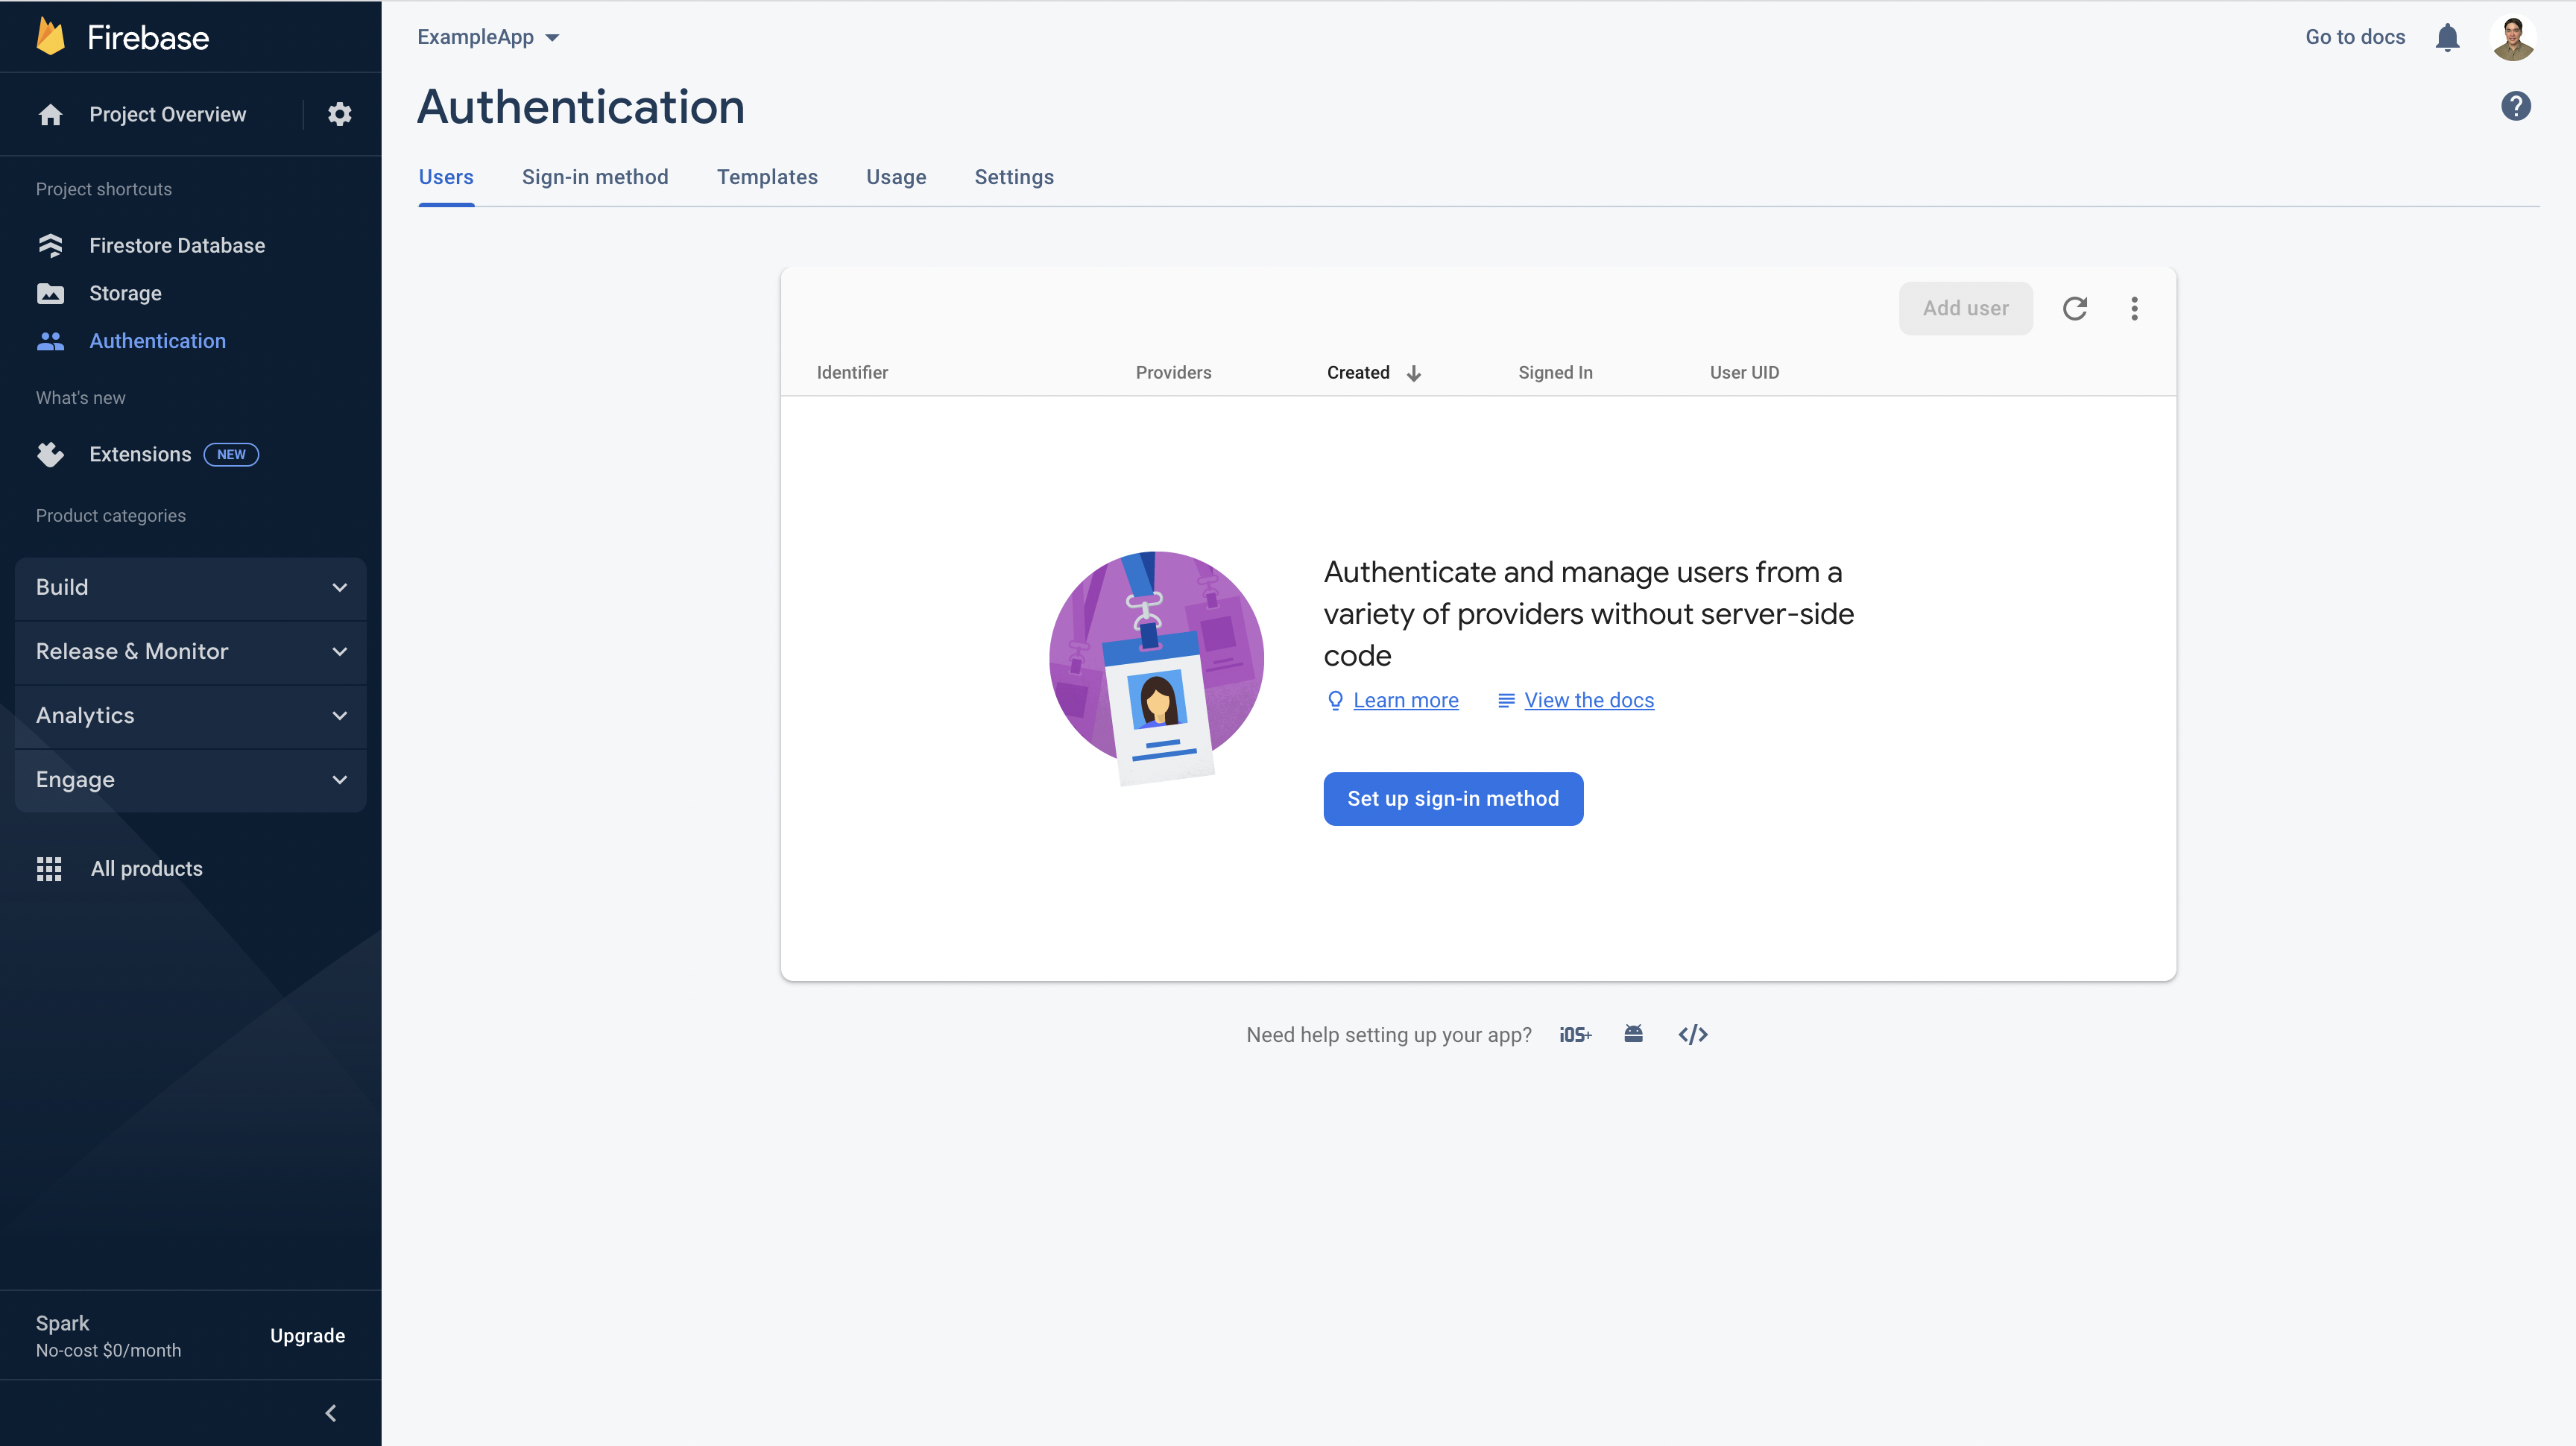 Firebase
Project Overview
Project shortcuts
Firestore Database
Storage
Authentication
What's new
Extensions NEW
Product categories
Build
Release & Monitor
Analytics
Engage
All products
Spark
No-cost $0/month
Upgrade
ExampleApp
Go to docs
Authentication
Users Sign-in method Templates Usage Settings
Add user
Identifier Providers Created Signed In User UID
Authenticate and manage users from a
variety of providers without server-side
code
Learn more View the docs
Set up sign-in method
Need help setting up your app? iOS+